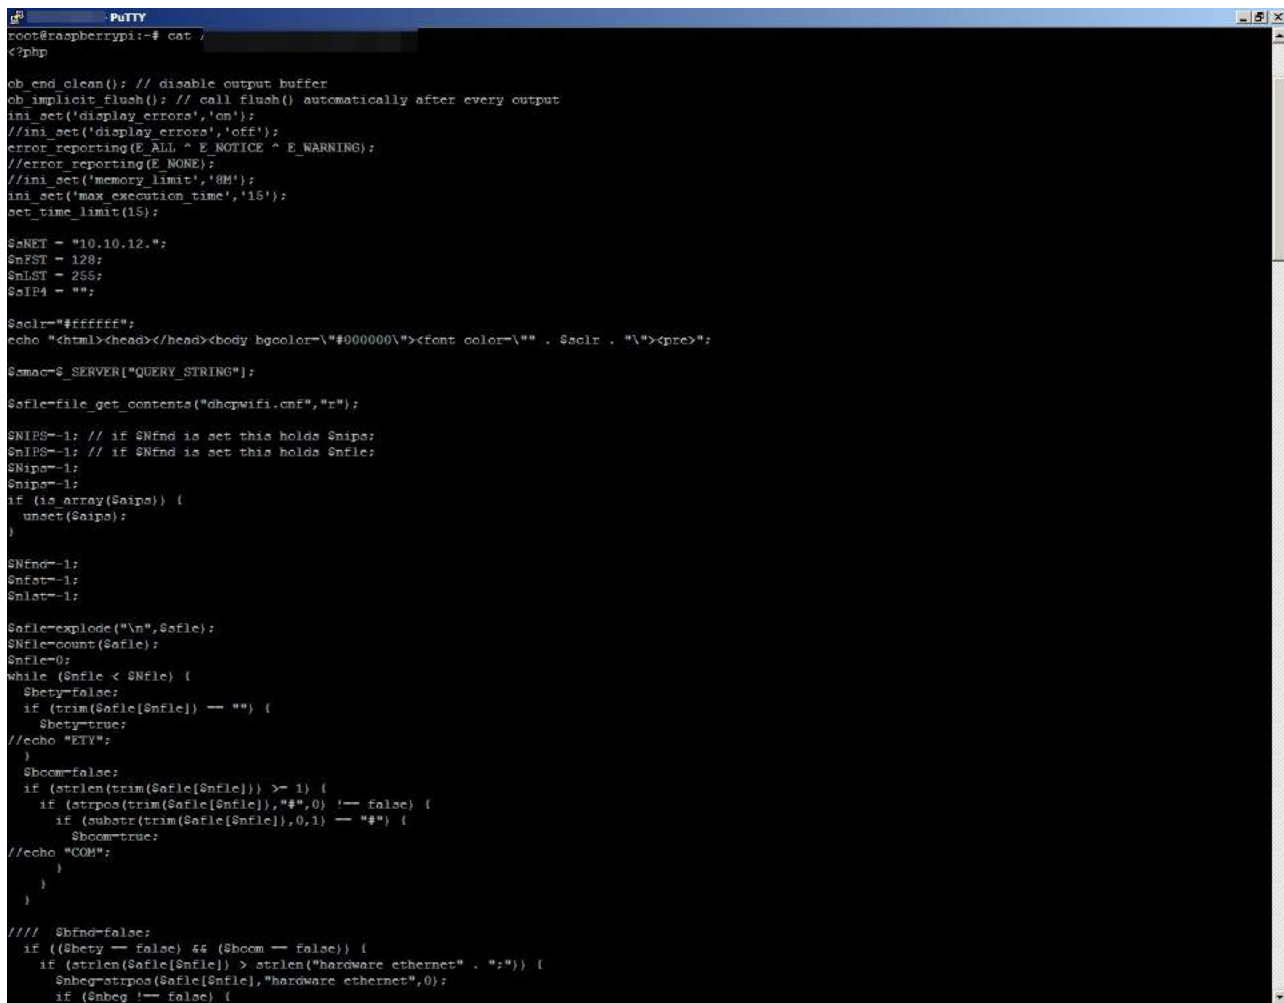 PuTTY
root@raspberrypi:~# cat /
<?php
ob_end_clean(); // disable output buffer
ob_implicit_flush(); // call flush() automatically after every output
ini_set('display_errors','on');
//ini_set('display_errors','off');
error_reporting(E_ALL ^ E_NOTICE ^ E_WARNING);
//error_reporting(E_NONE);
//ini_set('memory_limit','8M');
ini_set('max_execution_time','15');
set_time_limit(15);
$sNET = "10.10.12.";
$nFST = 128;
$nLST = 255;
$sIP4 = "";
$sclr="#ffffff";
echo "<html><head></head><body bgcolor=\"#000000\"><font color=\"" . $sclr . "\"><pre>";
$smac=$_SERVER["QUERY_STRING"];
$sfle=file_get_contents("dhcpwifi.cnf","r");
$NIPS=-1; // if $Nfnd is set this holds $nips;
$nIPS=-1; // if $Nfnd is set this holds $nfle;
$Nips=-1;
$nips=-1;
if (is_array($aips)) {
  unset($aips);
}
$Nfnd=-1;
$nfst=-1;
$nlst=-1;
$afle=explode("\n",$sfle);
$Nfle=count($afle);
$nfle=0;
while ($nfle < $Nfle) {
  $bety=false;
  if (trim($afle[$nfle]) == "") {
    $bety=true;
//echo "ETY";
  }
  $bcom=false;
  if (strlen(trim($afle[$nfle])) >= 1) {
    if (strpos(trim($afle[$nfle]),"#",0) !== false) {
      if (substr(trim($afle[$nfle]),0,1) == "#") {
        $bcom=true;
//echo "COM";
      }
    }
  }
////  $bfnd=false;
  if (($bety == false) && ($bcom == false)) {
    if (strlen($afle[$nfle]) > strlen("hardware ethernet" . ";")) {
      $nbeg=strpos($afle[$nfle],"hardware ethernet",0);
      if ($nbeg !== false) {